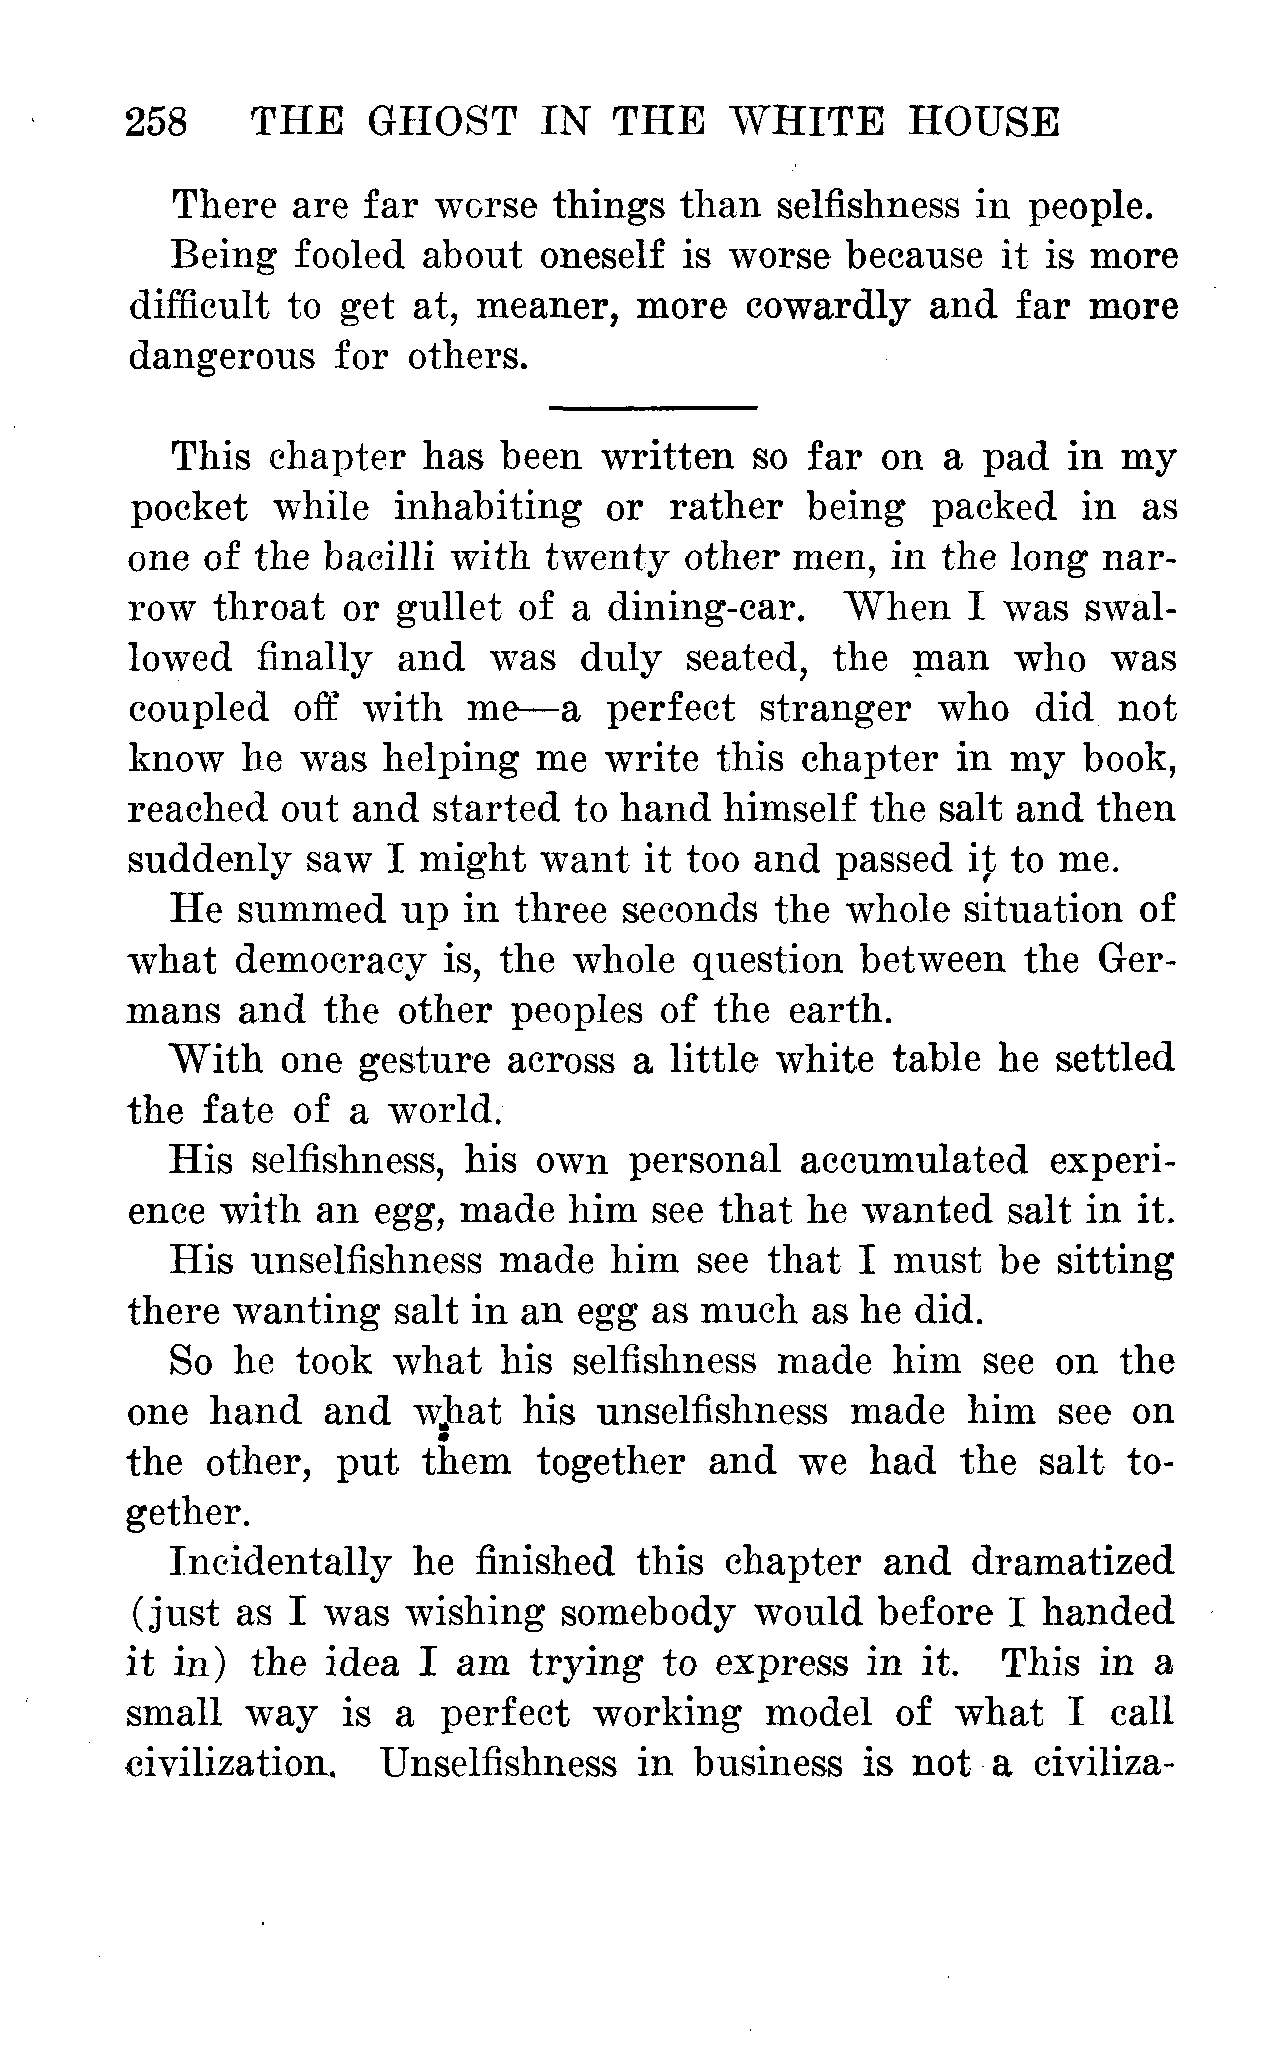 258 THE GHOST IN THE WHITE HOUSE
There are far worse things than selfishness in people.
Being fooled about oneself is worse because it is more
difficult to get at, meaner, more cowardly and far more
dangerous for others.
This chapter has been written so far on a pad in my
pocket while inhabiting or rather being packed in as
one of the bacilli with twenty other men, in the long nar-
row throat or gullet of a dining-car. When I was swal-
lowed finally and was duly seated, the man who was
coupled off with me—a perfect stranger who did not
know he was helping me write this chapter in my book,
reached out and started to hand himself the salt and then
suddenly saw I might want it too and passed it to me.
He summed up in three seconds the whole situation of
what democracy is, the whole question between the Ger-
mans and the other peoples of the earth.
With one gesture across a little white table he settled
the fate of a world.
His selfishness, his own personal accumulated experi-
ence with an egg, made him see that he wanted salt in it.
His unselfishness made him see that I must be sitting
there wanting salt in an egg as much as he did.
So he took what his selfishness made him see on the
one hand and what his unselfishness made him see on
the other, put them together and we had the salt to-
gether.
Incidentally he finished this chapter and dramatized
(just as I was wishing somebody would before I handed
it in) the idea I am trying to express in it. This in a
small way is a perfect working model of what I call
civilization. Unselfishness in business is not a civiliza-